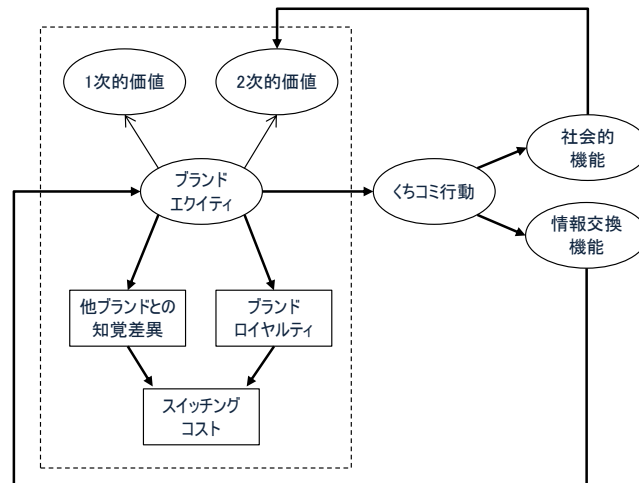 1次的価値
2次的価値
社会的
機能
ブランド
エクイティ
くちコミ行動
情報交換
機能
他ブランドとの
知覚差異
ブランド
ロイヤルティ
スイッチング
コスト